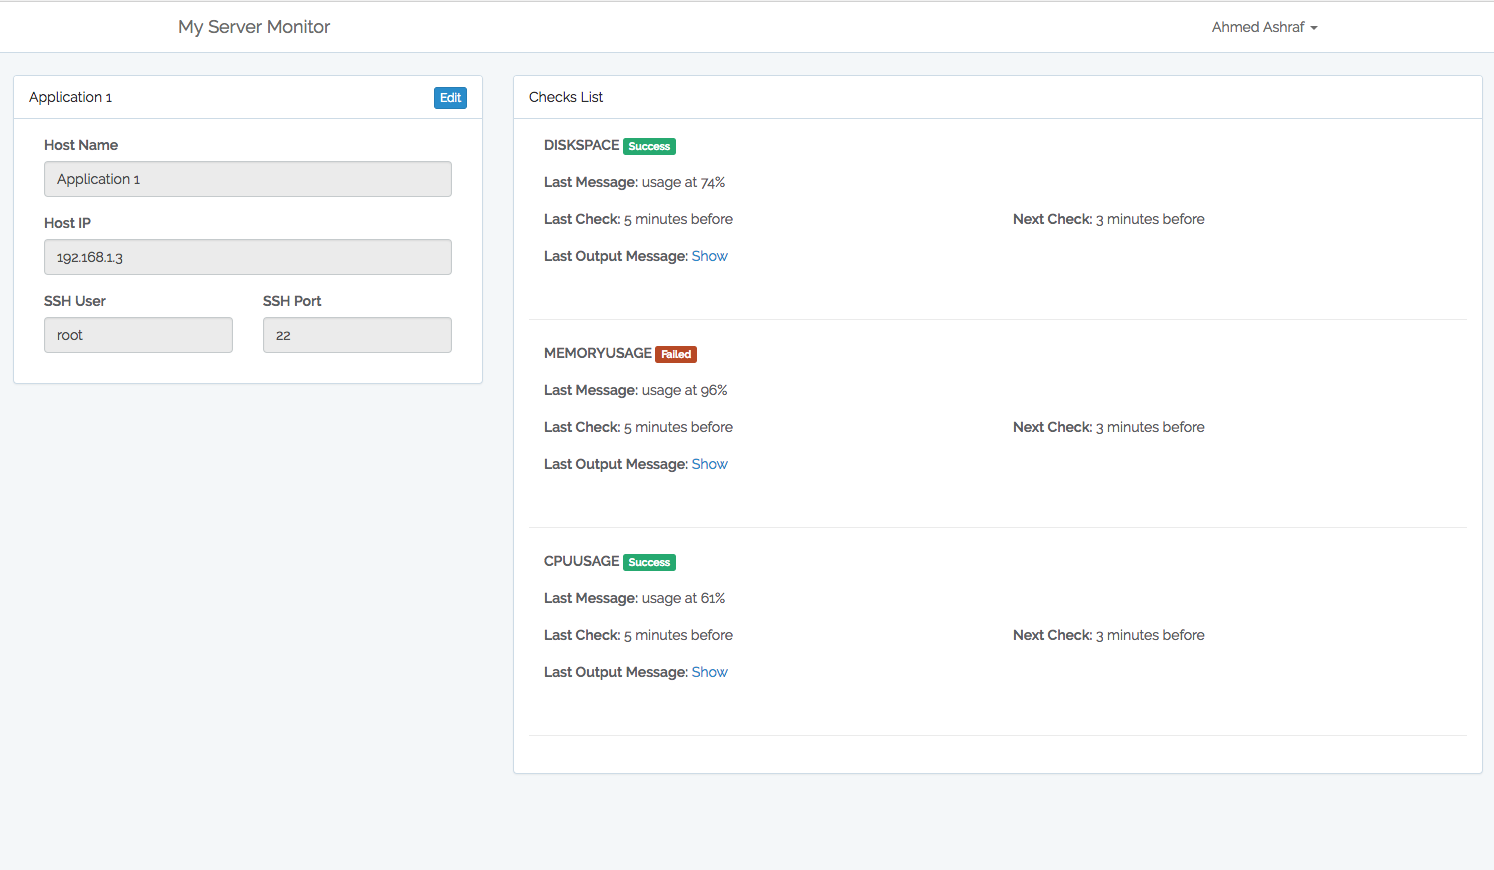 My Server Monitor
Ahmed Ashraf
Application 1
Edit
Host Name
Application 1
Host IP
192.168.1.3
SSH User SSH Port
root 22
Checks List
DISKSPACE Success
Last Message: usage at 74%
Last Check: 5 minutes before Next Check: 3 minutes before
Last Output Message: Show
MEMORYUSAGE Failed
Last Message: usage at 96%
Last Check: 5 minutes before Next Check: 3 minutes before
Last Output Message: Show
CPUUSAGE Success
Last Message: usage at 61%
Last Check: 5 minutes before Next Check: 3 minutes before
Last Output Message: Show